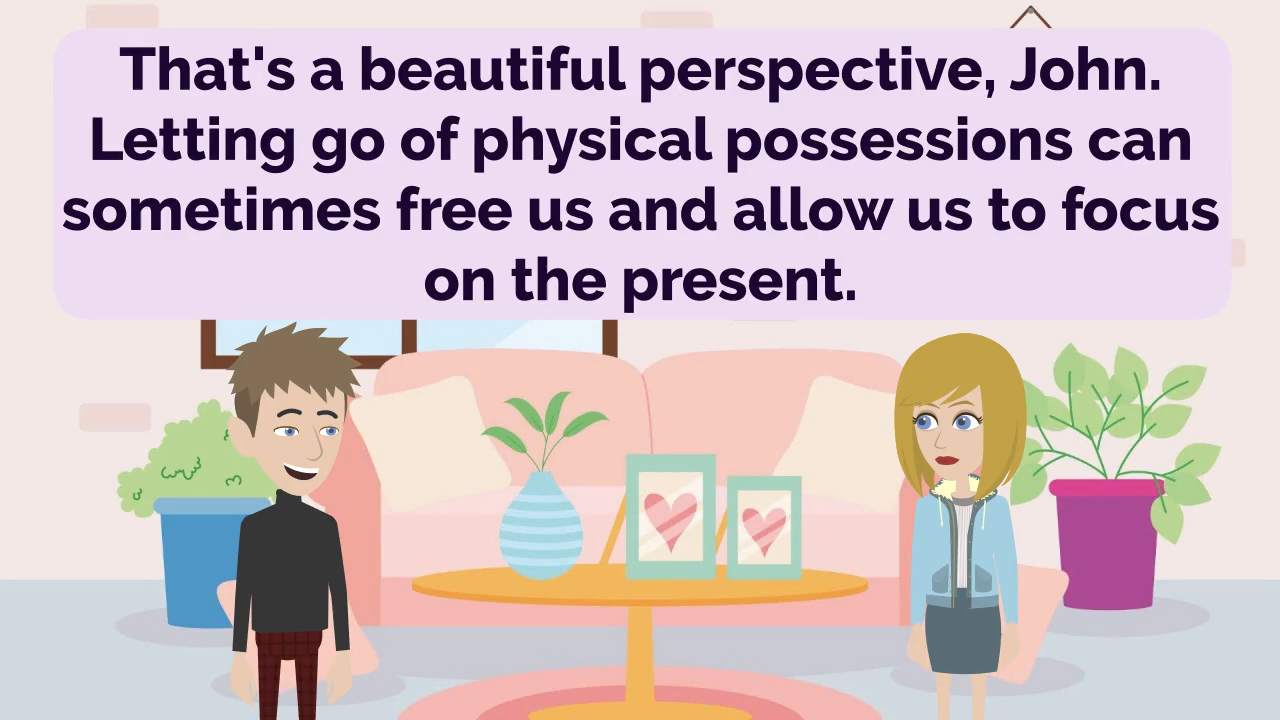 That's a beautiful perspective, John.
Letting go of physical possessions can
sometimes free us and allow us to focus
on the present.